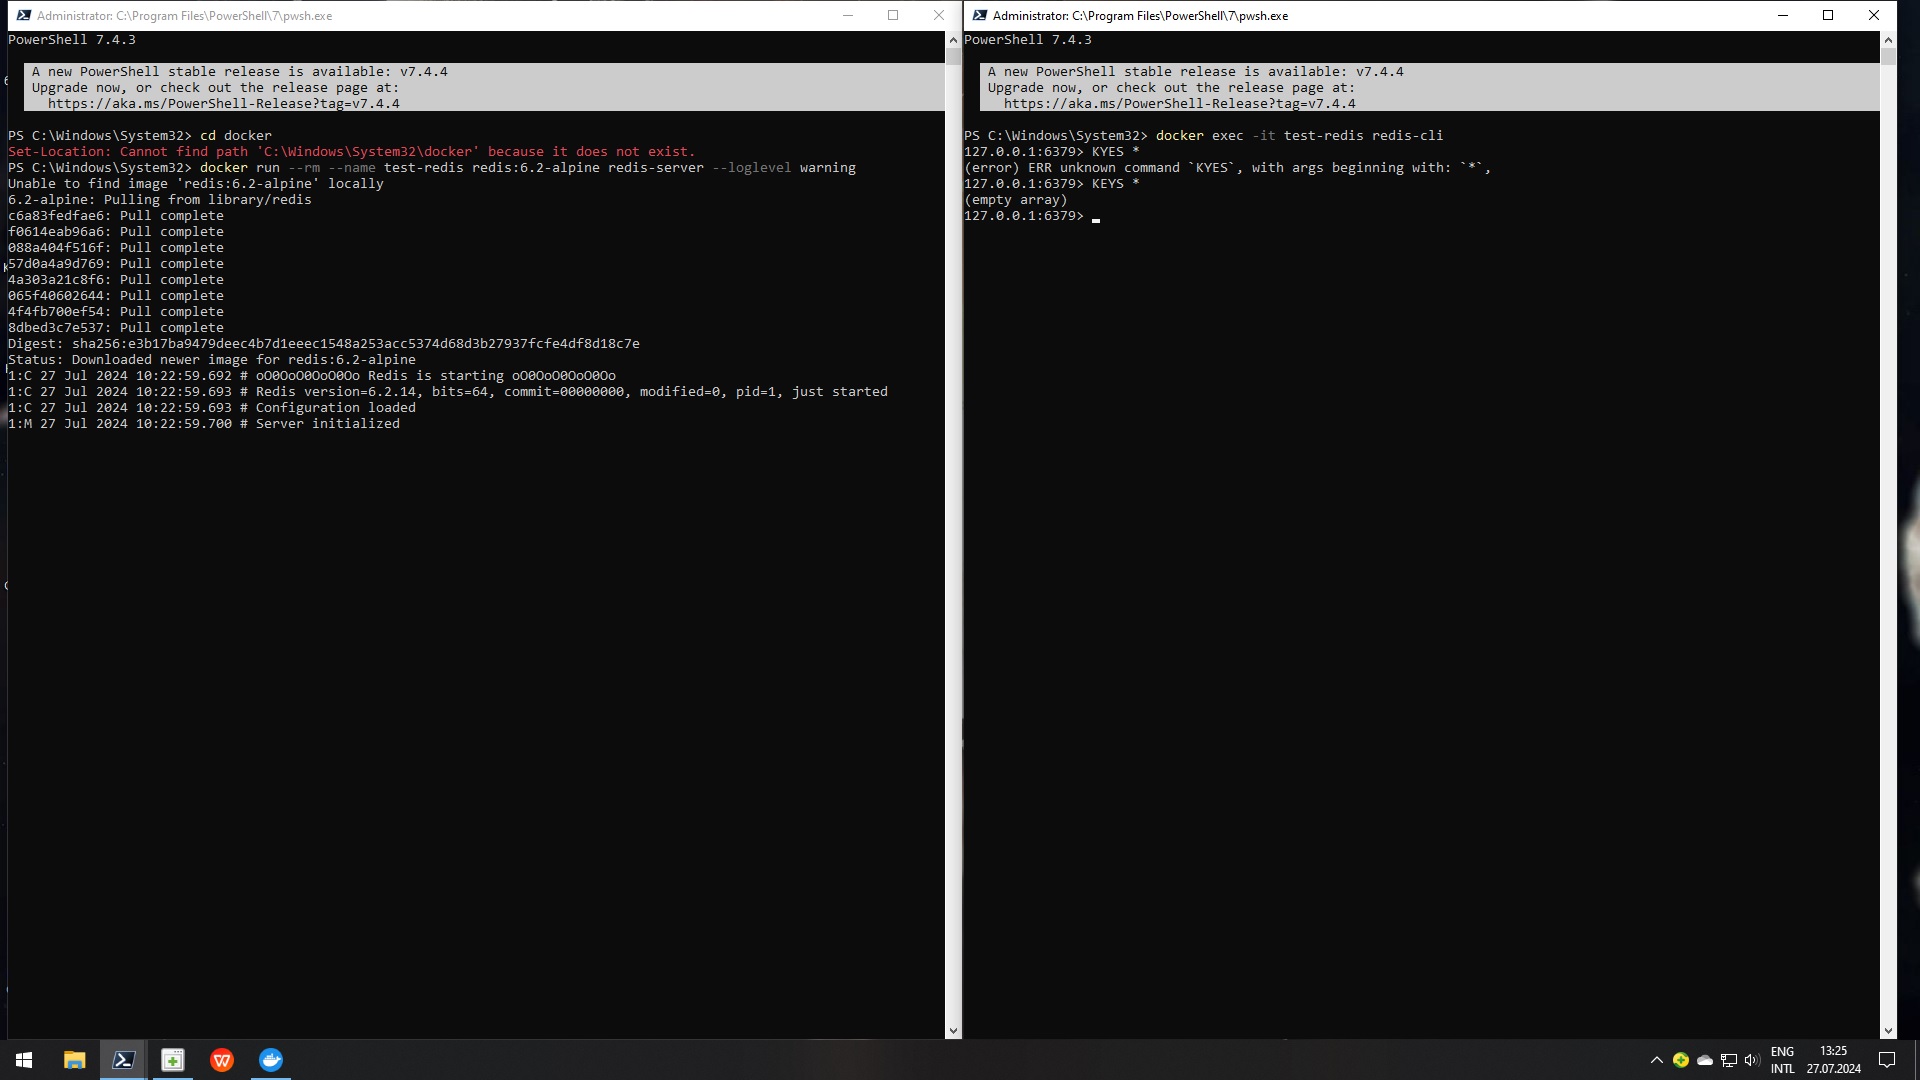 Administrator: C:\Program Files\PowerShell\7\pwsh.exe
PowerShell 7.4.3
A new PowerShell stable release is available: v7.4.4
Upgrade now, or check out the release page at:
https://aka.ms/PowerShell-Release?tag=v7.4.4
PS C:\Windows\System32> cd docker
Set-Location: Cannot find path 'C:\Windows\System32\docker' because it does not exist.
PS C:\Windows\System32> docker run --rm --name test-redis redis:6.2-alpine redis-server --loglevel warning
Unable to find image 'redis:6.2-alpine' locally
6.2-alpine: Pulling from library/redis
c6a83fedfae6: Pull complete
f0614eab96a6: Pull complete
088a404f516f: Pull complete
57d0a4a9d769: Pull complete
4a303a21c8f6: Pull complete
065f40602644: Pull complete
4f4fb700ef54: Pull complete
8dbed3c7e537: Pull complete
Digest: sha256:e3b17ba9479deec4b7d1eeec1548a253acc5374d68d3b27937fcfe4df8d18c7e
Status: Downloaded newer image for redis:6.2-alpine
1:C 27 Jul 2024 10:22:59.692 # oO0OoO0OoO0Oo Redis is starting oO0OoO0OoO0Oo
1:C 27 Jul 2024 10:22:59.693 # Redis version=6.2.14, bits=64, commit=00000000, modified=0, pid=1, just started
1:C 27 Jul 2024 10:22:59.693 # Configuration loaded
1:M 27 Jul 2024 10:22:59.700 # Server initialized
Administrator: C:\Program Files\PowerShell\7\pwsh.exe
PowerShell 7.4.3
A new PowerShell stable release is available: v7.4.4
Upgrade now, or check out the release page at:
https://aka.ms/PowerShell-Release?tag=v7.4.4
PS C:\Windows\System32> docker exec -it test-redis redis-cli
127.0.0.1:6379> KYES *
(error) ERR unknown command `KYES`, with args beginning with: `*`,
127.0.0.1:6379> KEYS *
(empty array)
127.0.0.1:6379>
ENG
INTL
13:25
27.07.2024